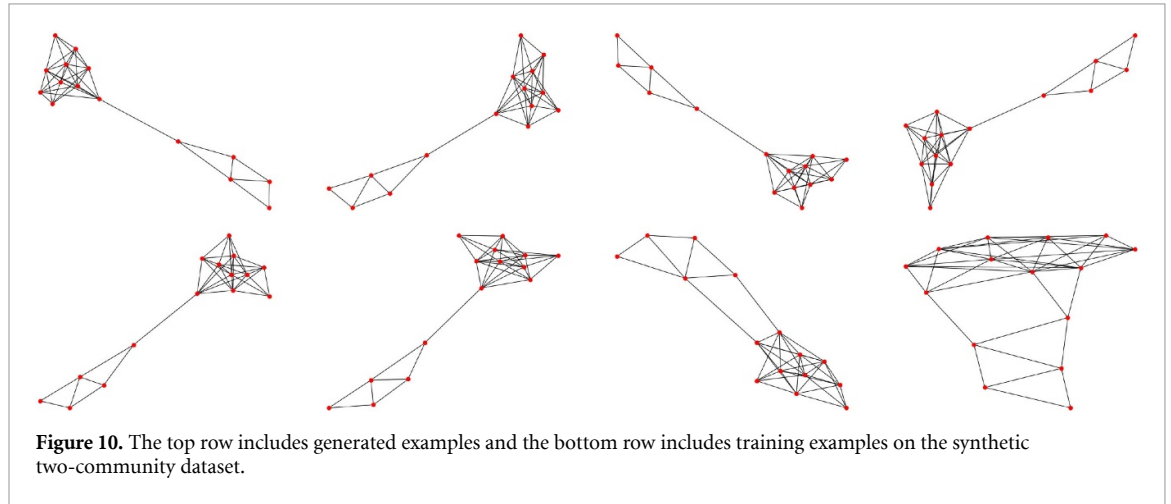 Figure 10. The top row includes generated examples and the bottom row includes training examples on the synthetic
two-community dataset.